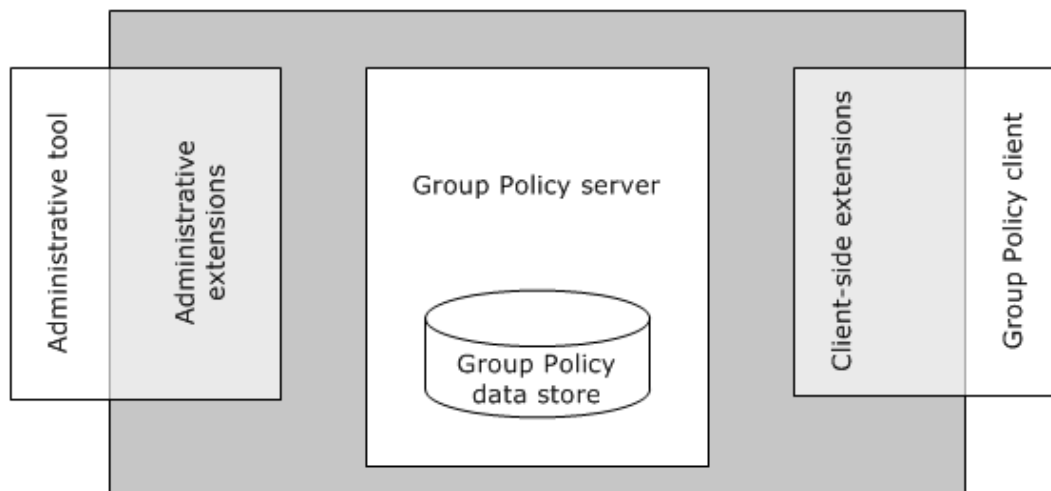 Administrative tool
Administrative
extensions
Group Policy server
Group Policy
data store
Client-side extensions
Group Policy client